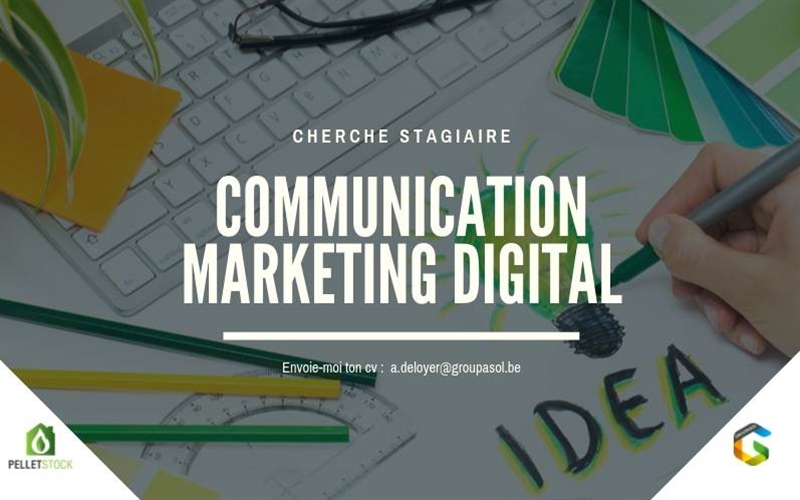 CHERCHE STAGIAIRE
COMMUNICATION
MARKETING DIGITAL
Envoie-moi ton cv : a.deloyer@groupasol.be
IDEA
PELLETSTOCK